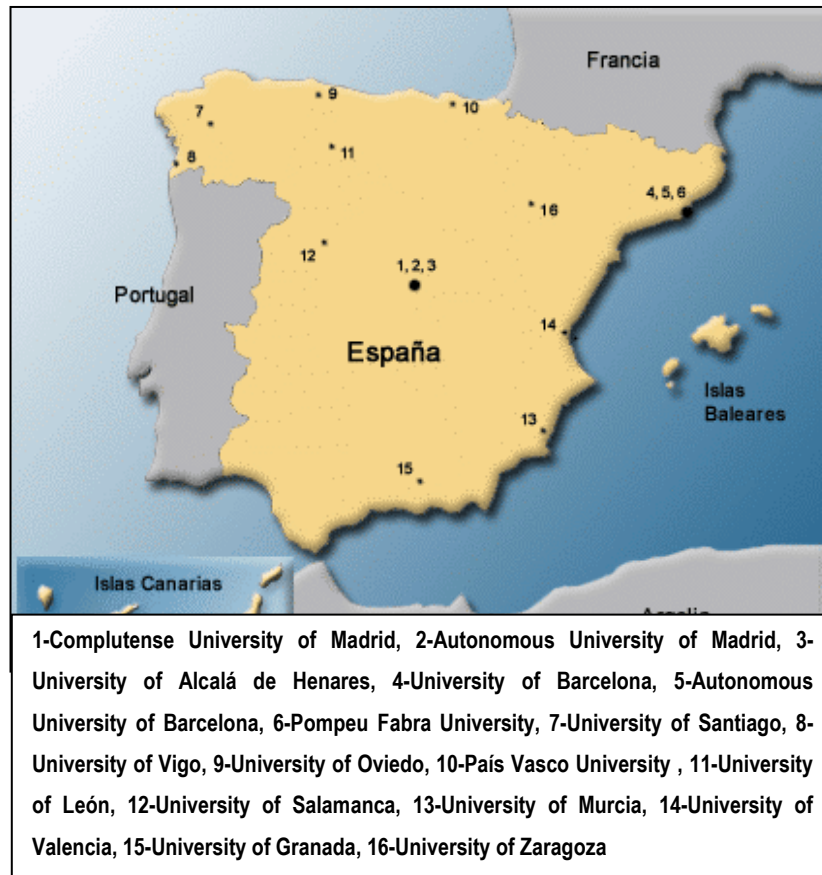 Francia
9
10
7
11
8
4, 5, 6
16
12
1, 2, 3
Portugal
14
España
Islas
Baleares
13
15
Islas Canarias
1-Complutense University of Madrid, 2-Autonomous University of Madrid, 3-
University of Alcalá de Henares, 4-University of Barcelona, 5-Autonomous
University of Barcelona, 6-Pompeu Fabra University, 7-University of Santiago, 8-
University of Vigo, 9-University of Oviedo, 10-País Vasco University , 11-University
of León, 12-University of Salamanca, 13-University of Murcia, 14-University of
Valencia, 15-University of Granada, 16-University of Zaragoza